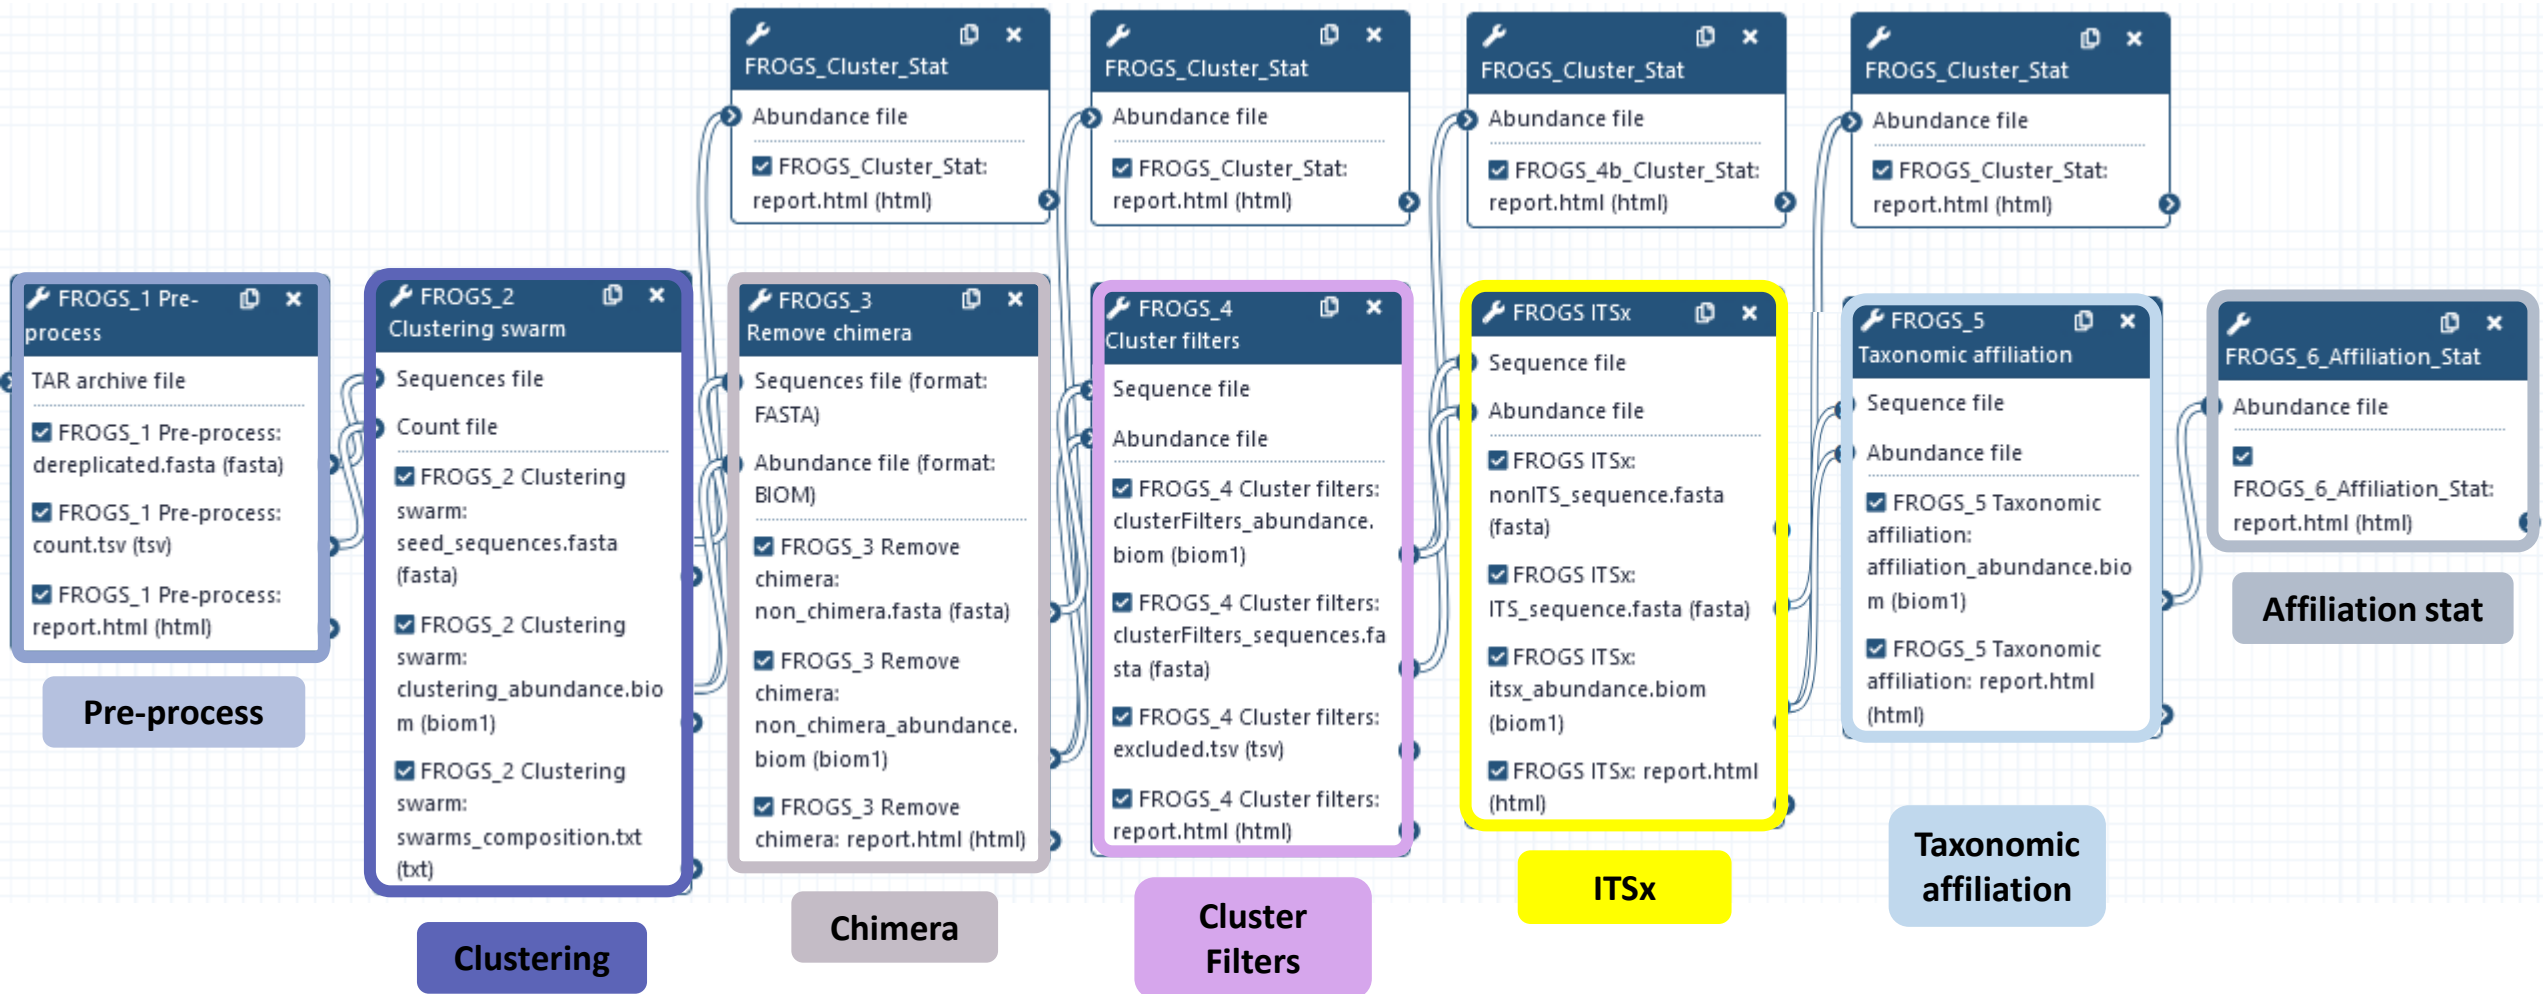 FROGS_Cluster_Stat
Abundance file
FROGS_Cluster_Stat:
report.html (html)
FROGS_Cluster_Stat
Abundance file
FROGS_Cluster_Stat:
report.html (html)
FROGS_Cluster_Stat
Abundance file
FROGS_4b_Cluster_Stat:
report.html (html)
FROGS_Cluster_Stat
Abundance file
FROGS_Cluster_Stat:
report.html (html)
FROGS_1 Pre-
process
TAR archive file
FROGS_1 Pre-process:
dereplicated.fasta (fasta)
FROGS_1 Pre-process:
count.tsv (tsv)
FROGS_1 Pre-process:
report.html (html)
Pre-process
FROGS_2
Clustering swarm
Sequences file
Count file
FROGS_2 Clustering
swarm:
seed_sequences.fasta
(fasta)
FROGS_2 Clustering
swarm:
clustering_abundance.bio
m (biom1)
FROGS_2 Clustering
swarm:
swarms_composition.txt
(txt)
Clustering
FROGS_3
Remove chimera
Sequences file (format:
FASTA)
Abundance file (format:
BIOM)
FROGS_3 Remove
chimera:
non_chimera.fasta (fasta)
FROGS_3 Remove
chimera:
non_chimera_abundance.
biom (biom1)
FROGS_3 Remove
chimera: report.html (html)
Chimera
FROGS_4
Cluster filters
Sequence file
Abundance file
FROGS_4 Cluster filters:
clusterFilters_abundance.
biom (biom1)
FROGS_4 Cluster filters:
clusterFilters_sequences.fa
sta (fasta)
FROGS_4 Cluster filters:
excluded.tsv (tsv)
FROGS_4 Cluster filters:
report.html (html)
Cluster
Filters
FROGS ITSx
Sequence file
Abundance file
FROGS ITSx:
nonITS_sequence.fasta
(fasta)
FROGS ITSx:
ITS_sequence.fasta (fasta)
FROGS ITSx:
itsx_abundance.biom
(biom1)
FROGS ITSx: report.html
(html)
ITSx
FROGS_5
Taxonomic affiliation
Sequence file
Abundance file
FROGS_5 Taxonomic
affiliation:
affiliation_abundance.bio
m (biom1)
FROGS_5 Taxonomic
affiliation: report.html
(html)
Taxonomic
affiliation
FROGS_6_Affiliation_Stat
Abundance file
FROGS_6_Affiliation_Stat:
report.html (html)
Affiliation stat